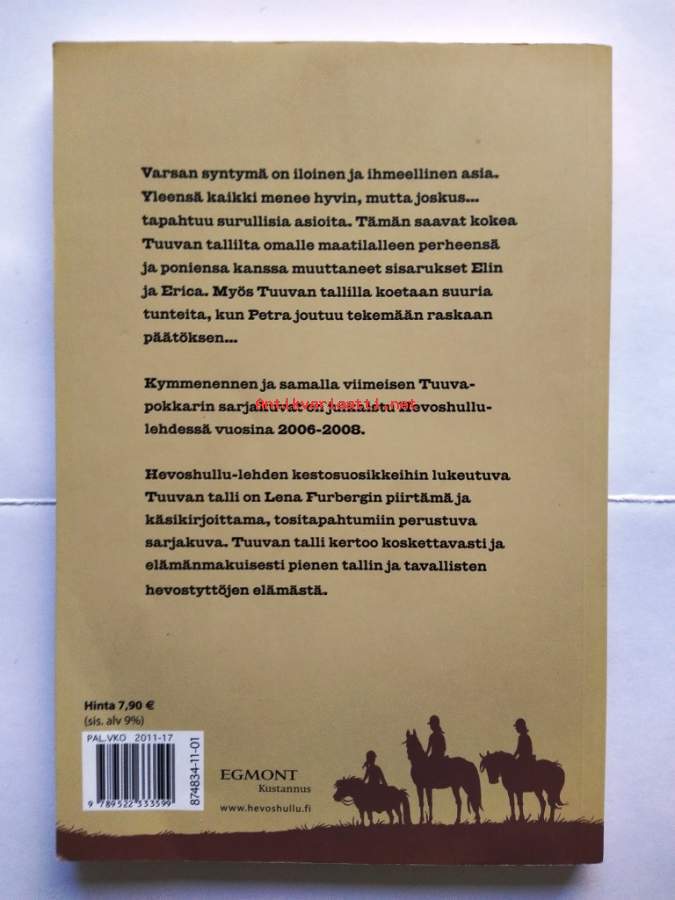 Varsan syntymä on iloinen ja ihmeellinen asia.
Yleensä kaikki menee hyvin, mutta joskus...
tapahtuu surullisia asioita. Tämän saavat kokea
Tuuvan tallilta omalle maatilalleen perheensä
ja poniensa kanssa muuttaneet sisarukset Elin
ja Erica. Myös Tuuvan tallilla koetaan suuria
tunteita, kun Petra joutuu tekemään raskaan
päätöksen...
Kymmenennen ja samalla viimeisen Tuuva-
Antikvariaatti.net
pokkarin sarjakuvat on julkaistu Hevoshullu-
lehdessä vuosina 2006-2008.
Hevoshullu-lehden kestosuosikkeihin lukeutuva
Tuuvan talli on Lena Furbergin piirtämä ja
käsikirjoittama, tositapahtumiin perustuva
sarjakuva. Tuuvan talli kertoo koskettavasti ja
elämänmakuisesti pienen tallin ja tavallisten
hevostyttöjen elämästä.
Hinta 7,90 €
(sis. alv 9%)
PAL.VKO 2011-17
874834-11-01
9 789522 333599
EGMONT
Kustannus
www.hevoshullu.fi